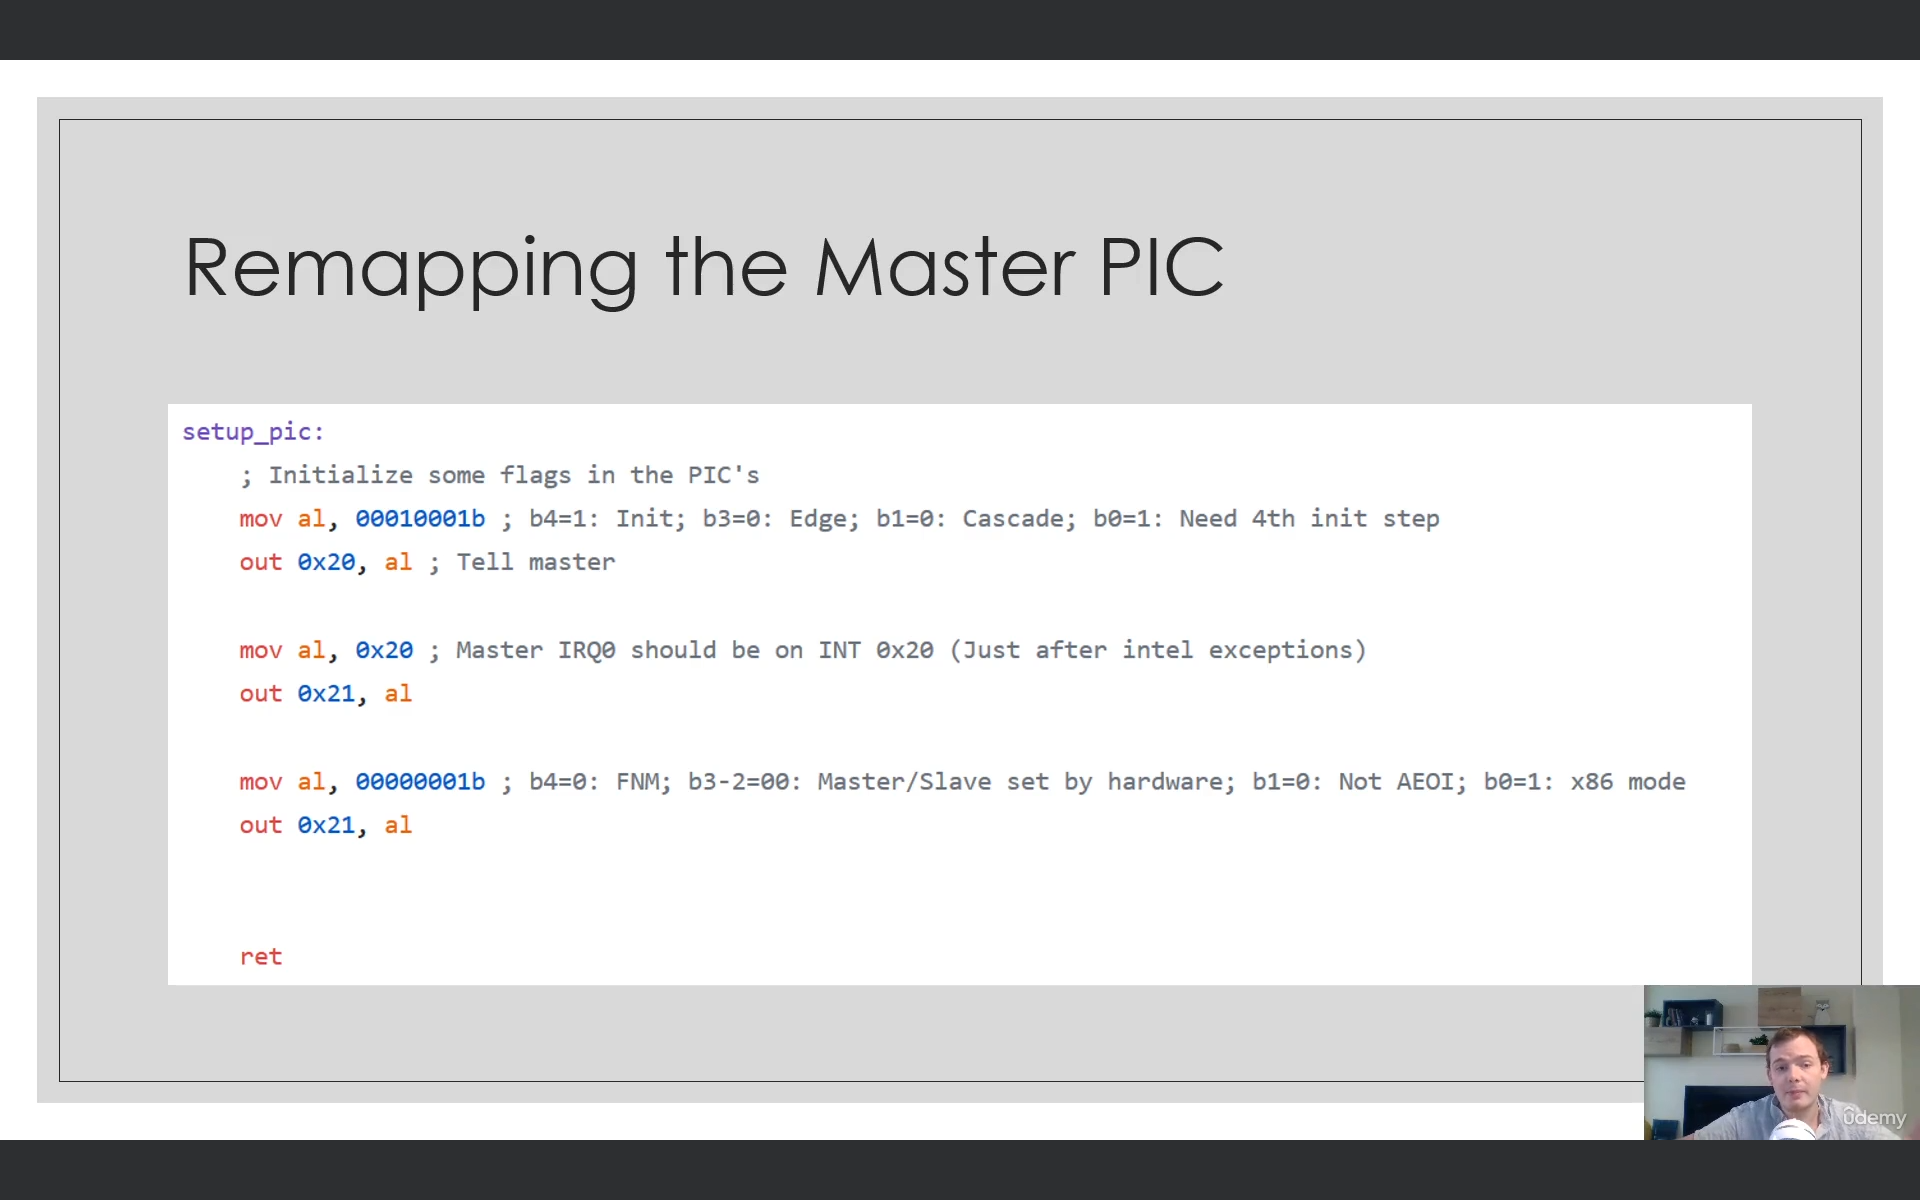 Remapping the Master PIC
setup_pic:
; Initialize some flags in the PIC's
mov al, 00010001b ; b4=1: Init; b3=0: Edge; b1=0: Cascade; b0=1: Need 4th init step
out 0x20, al ; Tell master
mov al, 0x20 ; Master IRQ0 should be on INT 0x20 (Just after intel exceptions)
out 0x21, al
mov al, 00000001b ; b4=0: FNM; b3-2=00: Master/Slave set by hardware; b1=0: Not AEOI; b0=1: x86 mode
out 0x21, al
ret
ûdemy